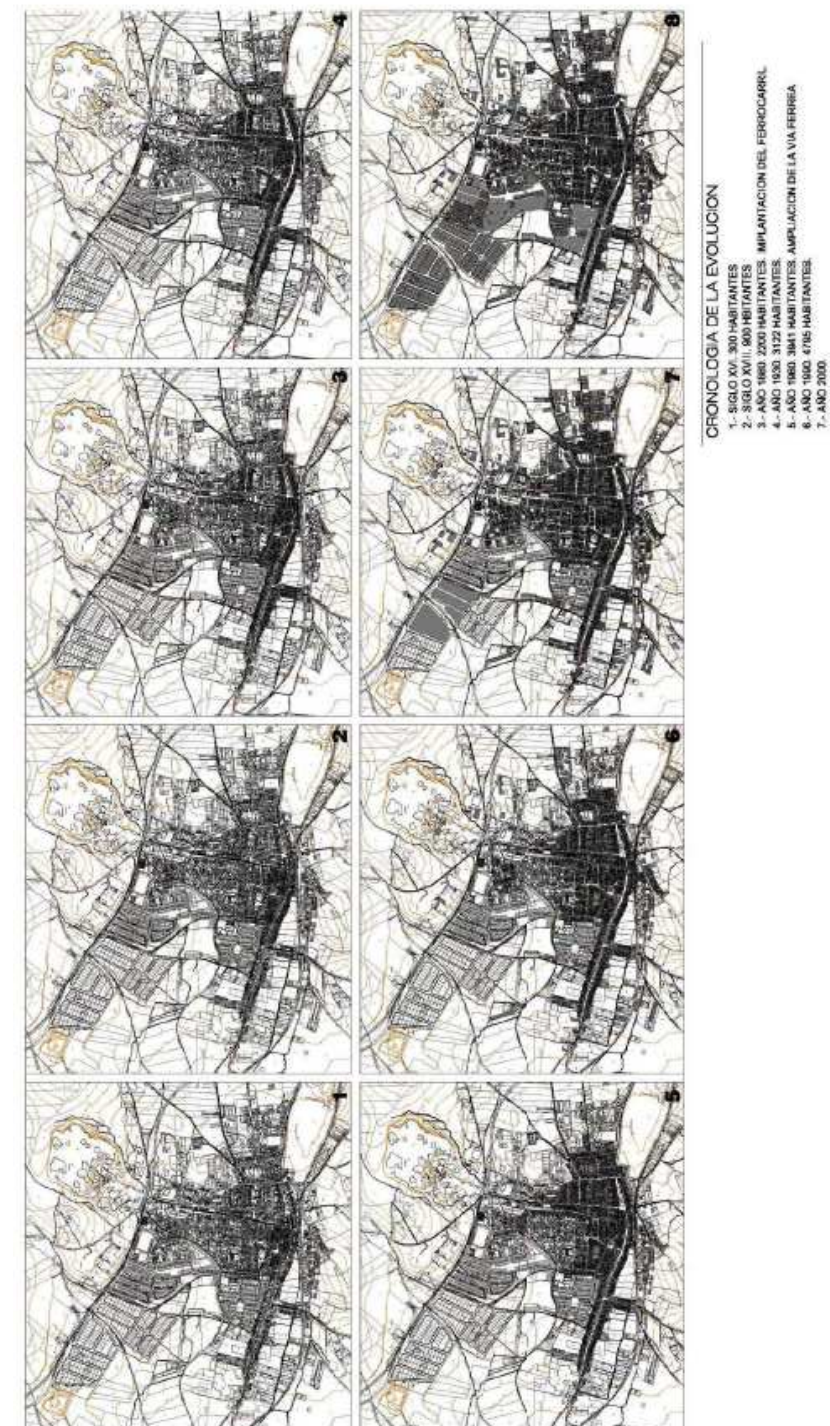 1
2
3
4
5
6
7
8
CRONOLOGIA DE LA EVOLUCION
1.- SIGLO XVI. 300 HABITANTES
2.- SIGLO XVIII. 900 HBITANTES
3.- AÑO 1880. 2200 HABITANTES. IMPLANTACION DEL FERROCARRIL.
4.- AÑO 1930. 3122 HABITANTES.
5.- AÑO 1960. 3841 HABITANTES. AMPLIACION DE LA VIA FERREA
6.- AÑO 1990. 4785 HABITANTES.
7.- AÑO 2000.